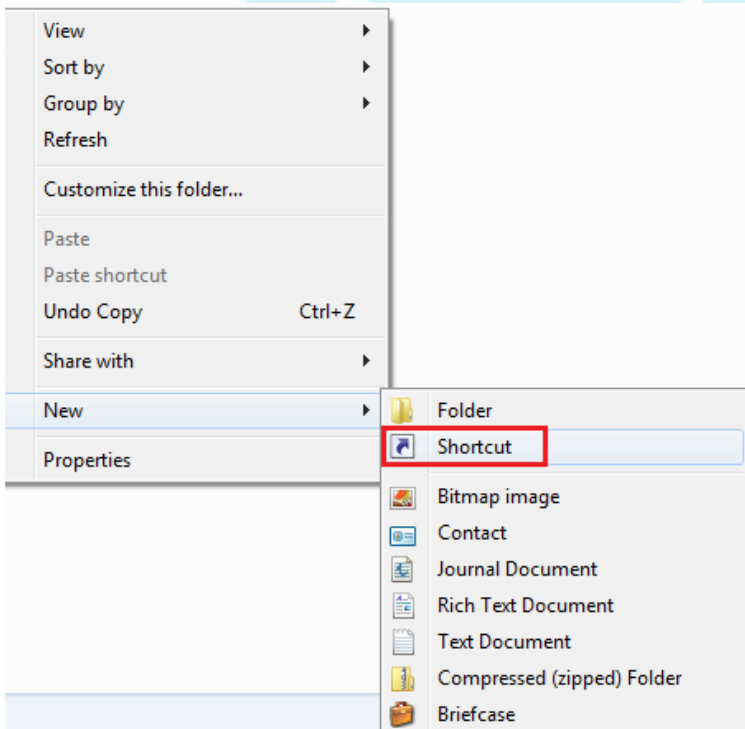 View
Sort by
Group by
Refresh
Customize this folder...
Paste
Paste shortcut
Undo Copy Ctrl+Z
Share with
New
Properties
Folder
Shortcut
Bitmap image
Contact
Journal Document
Rich Text Document
Text Document
Compressed (zipped) Folder
Briefcase